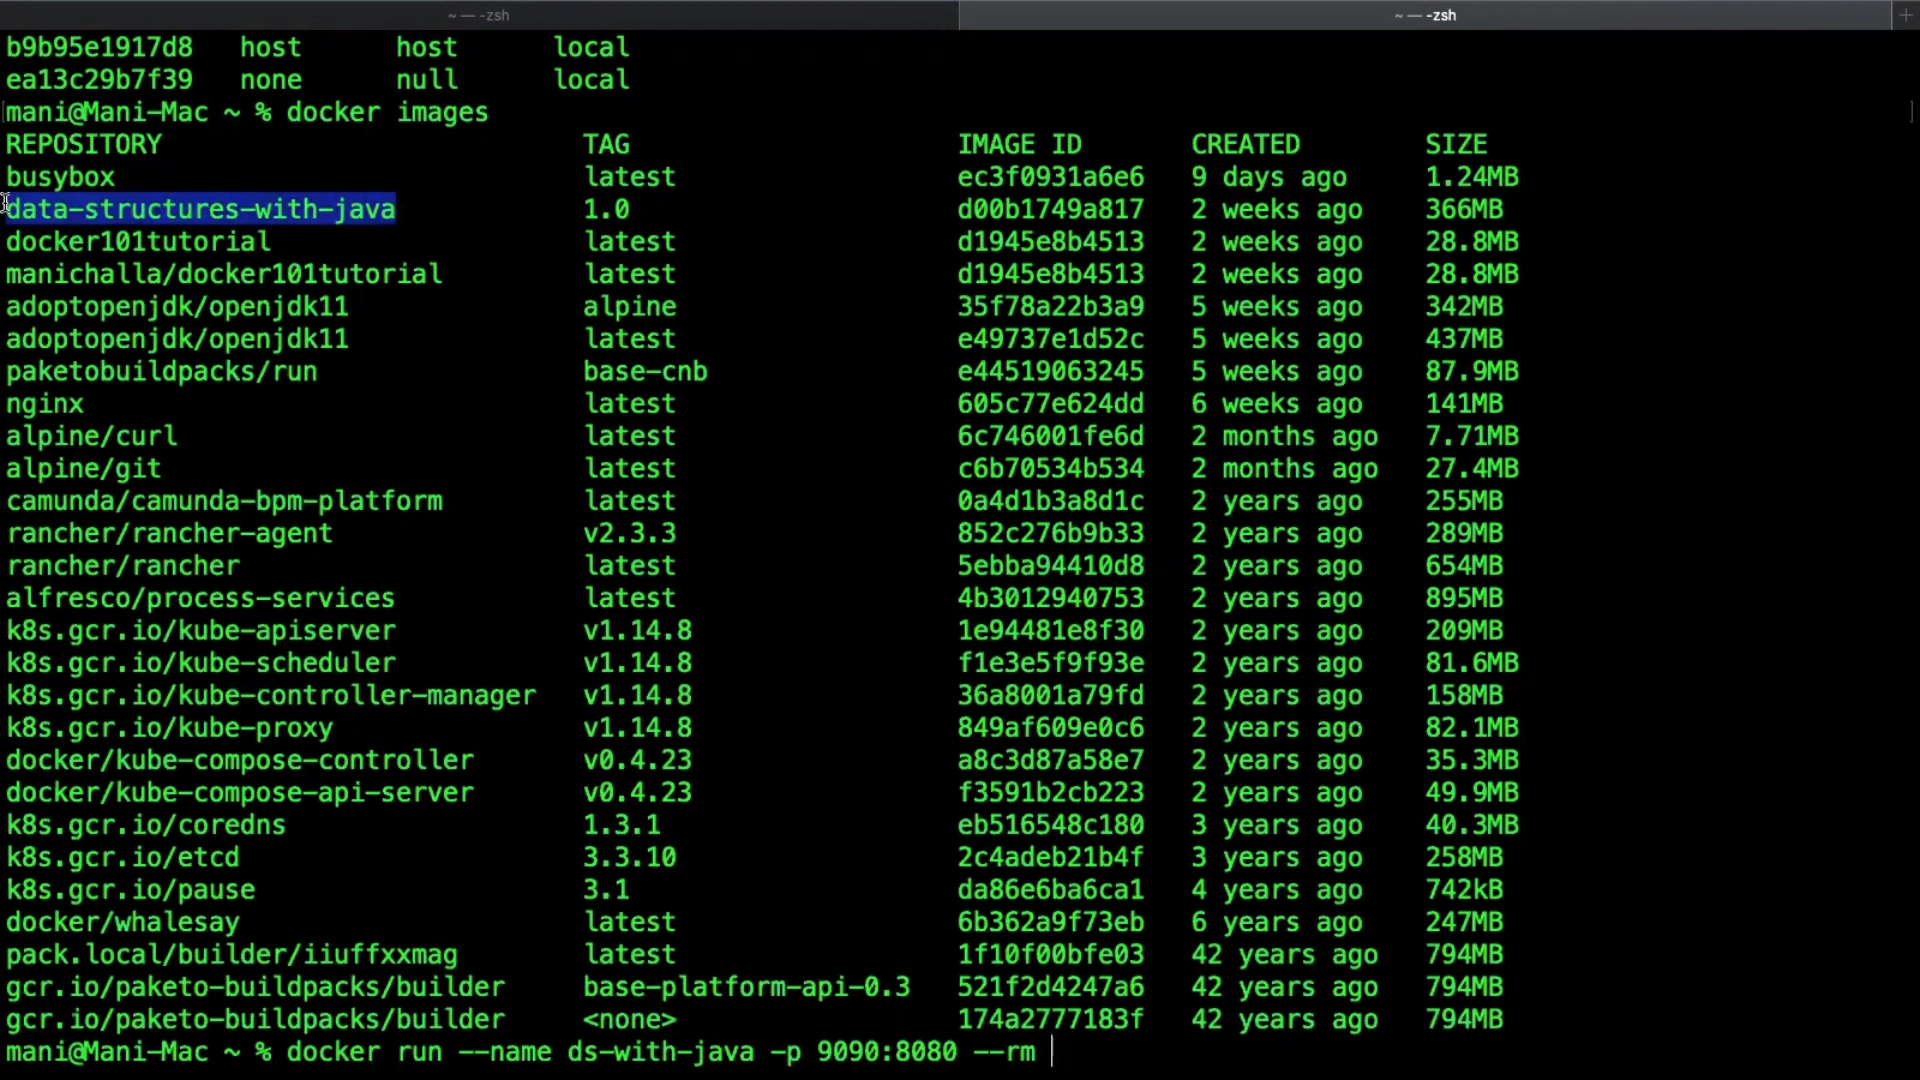 ~ — -zsh ~ — -zsh +
b9b95e1917d8 host host local
ea13c29b7f39 none null local
[mani@Mani-Mac ~ % docker images ]
REPOSITORY TAG IMAGE ID CREATED SIZE
busybox latest ec3f0931a6e6 9 days ago 1.24MB
data-structures-with-java 1.0 d00b1749a817 2 weeks ago 366MB
docker101tutorial latest d1945e8b4513 2 weeks ago 28.8MB
manichalla/docker101tutorial latest d1945e8b4513 2 weeks ago 28.8MB
adoptopenjdk/openjdk11 alpine 35f78a22b3a9 5 weeks ago 342MB
adoptopenjdk/openjdk11 latest e49737e1d52c 5 weeks ago 437MB
paketobuildpacks/run base-cnb e44519063245 5 weeks ago 87.9MB
nginx latest 605c77e624dd 6 weeks ago 141MB
alpine/curl latest 6c746001fe6d 2 months ago 7.71MB
alpine/git latest c6b70534b534 2 months ago 27.4MB
camunda/camunda-bpm-platform latest 0a4d1b3a8d1c 2 years ago 255MB
rancher/rancher-agent v2.3.3 852c276b9b33 2 years ago 289MB
rancher/rancher latest 5ebba94410d8 2 years ago 654MB
alfresco/process-services latest 4b3012940753 2 years ago 895MB
k8s.gcr.io/kube-apiserver v1.14.8 1e94481e8f30 2 years ago 209MB
k8s.gcr.io/kube-scheduler v1.14.8 f1e3e5f9f93e 2 years ago 81.6MB
k8s.gcr.io/kube-controller-manager v1.14.8 36a8001a79fd 2 years ago 158MB
k8s.gcr.io/kube-proxy v1.14.8 849af609e0c6 2 years ago 82.1MB
docker/kube-compose-controller v0.4.23 a8c3d87a58e7 2 years ago 35.3MB
docker/kube-compose-api-server v0.4.23 f3591b2cb223 2 years ago 49.9MB
k8s.gcr.io/coredns 1.3.1 eb516548c180 3 years ago 40.3MB
k8s.gcr.io/etcd 3.3.10 2c4adeb21b4f 3 years ago 258MB
k8s.gcr.io/pause 3.1 da86e6ba6ca1 4 years ago 742kB
docker/whalesay latest 6b362a9f73eb 6 years ago 247MB
pack.local/builder/iiuffxxmag latest 1f10f00bfe03 42 years ago 794MB
gcr.io/paketo-buildpacks/builder base-platform-api-0.3 521f2d4247a6 42 years ago 794MB
gcr.io/paketo-buildpacks/builder <none> 174a2777183f 42 years ago 794MB
mani@Mani-Mac ~ % docker run --name ds-with-java -p 9090:8080 --rm